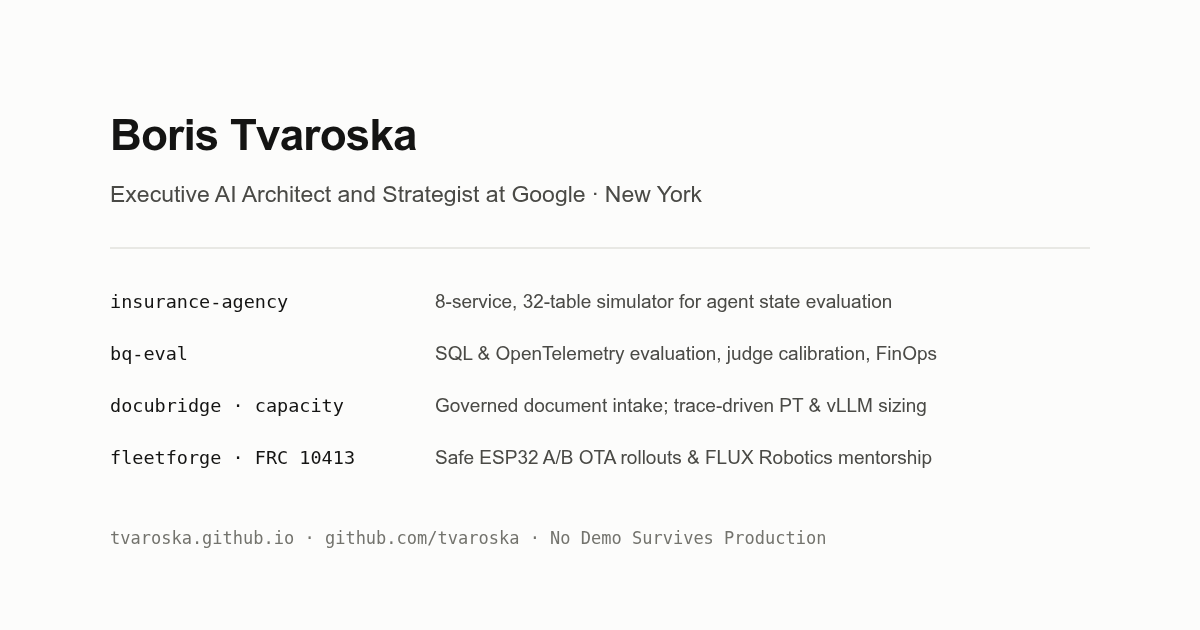 Boris Tvaroska
Executive AI Architect and Strategist at Google · New York
insurance-agency 8-service, 32-table simulator for agent state evaluation
bq-eval SQL & OpenTelemetry evaluation, judge calibration, FinOps
docubridge · capacity Governed document intake; trace-driven PT & vLLM sizing
fleetforge · FRC 10413 Safe ESP32 A/B OTA rollouts & FLUX Robotics mentorship
tvaroska.github.io · github.com/tvaroska · No Demo Survives Production